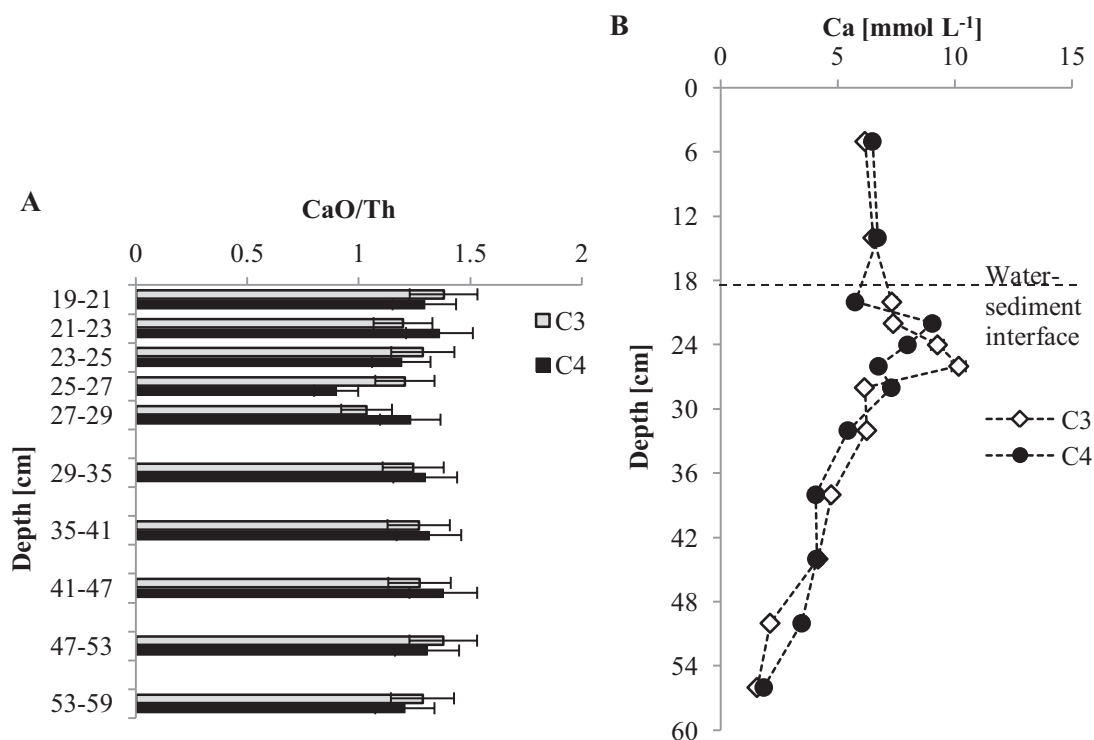 A
CaO/Th
0 0.5 1 1.5 2
19-21
21-23
23-25
25-27
27-29
29-35
35-41
41-47
47-53
53-59
Depth [cm]
C3
C4
B
Ca [mmol L-1]
0 5 10 15
0
6
12
18
24
30
36
42
48
54
60
Depth [cm]
Water-
sediment
interface
C3
C4